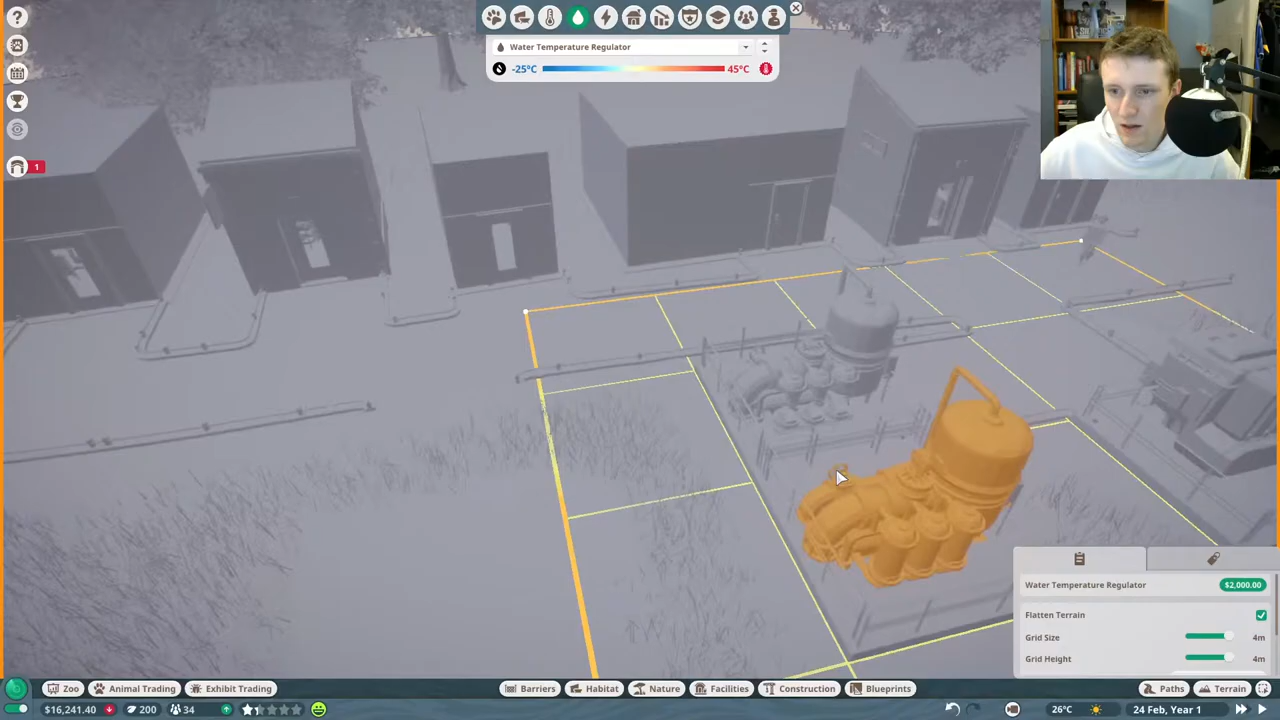 Water Temperature Regulator
-25°C 45°C
1
Water Temperature Regulator $2,000.00
Flatten Terrain
Grid Size 4m
Grid Height 4m
Zoo Animal Trading Exhibit Trading Barriers Habitat Nature Facilities Construction Blueprints Paths Terrain
$16,241.40 200 34 26°C 24 Feb, Year 1